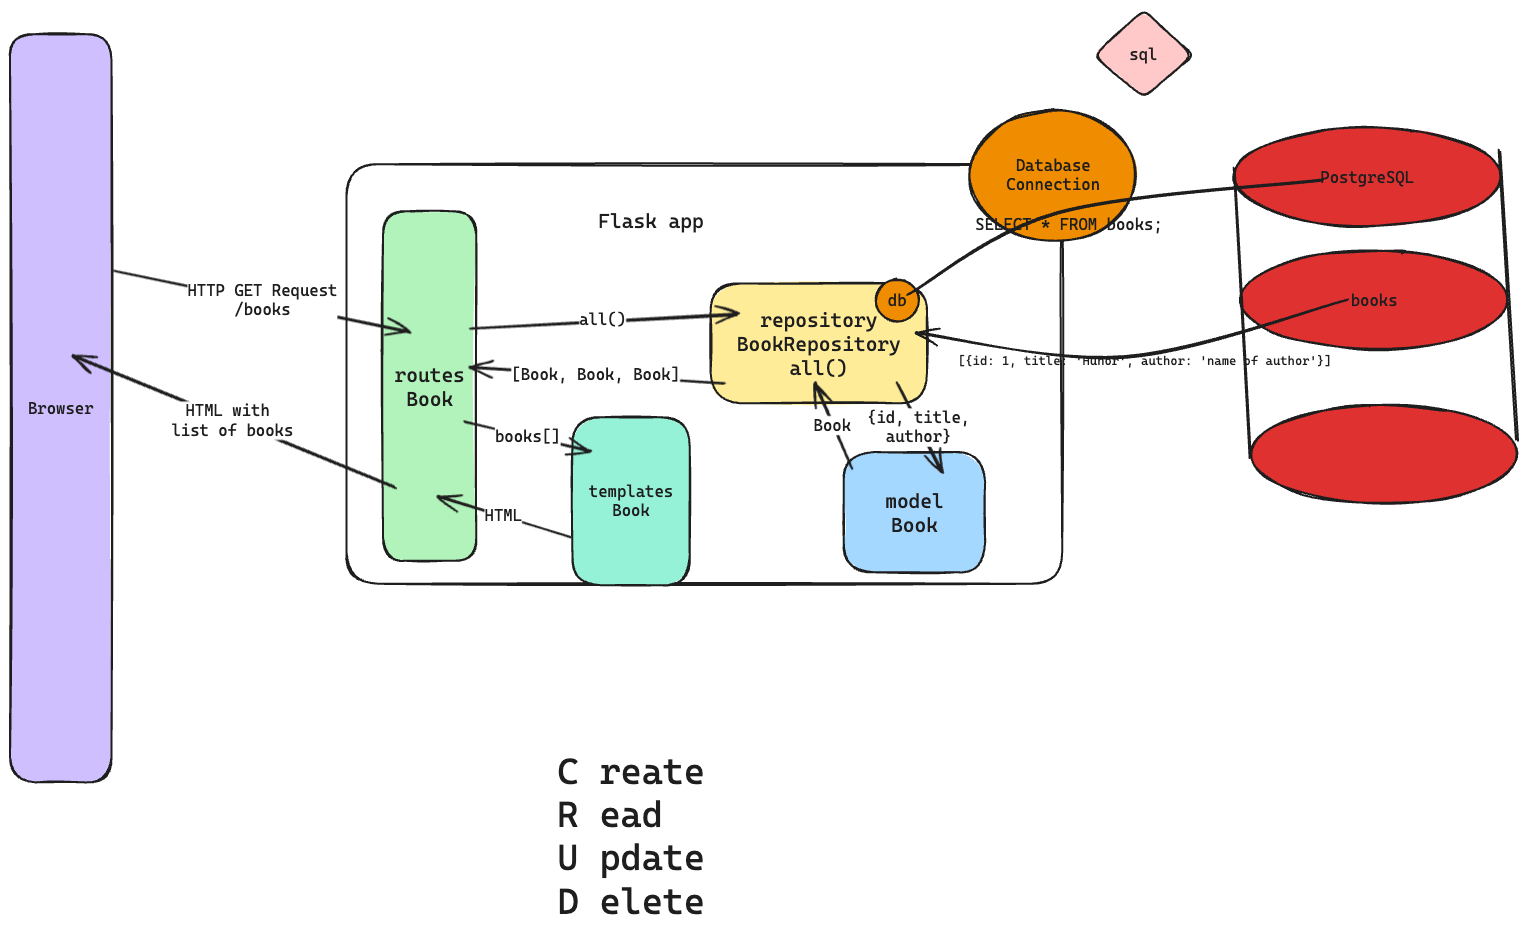 sql
Database
Connection
PostgreSQL
Flask app
SELECT * FROM books;
HTTP GET Request
/books
all()
db
repository
BookRepository
all()
books
[{id: 1, title: 'Humor', author: 'name of author'}]
routes
Book
[Book, Book, Book]
Browser
HTML with
list of books
books[]
Book
{id, title,
author}
templates
Book
HTML
model
Book
C reate
R ead
U pdate
D elete